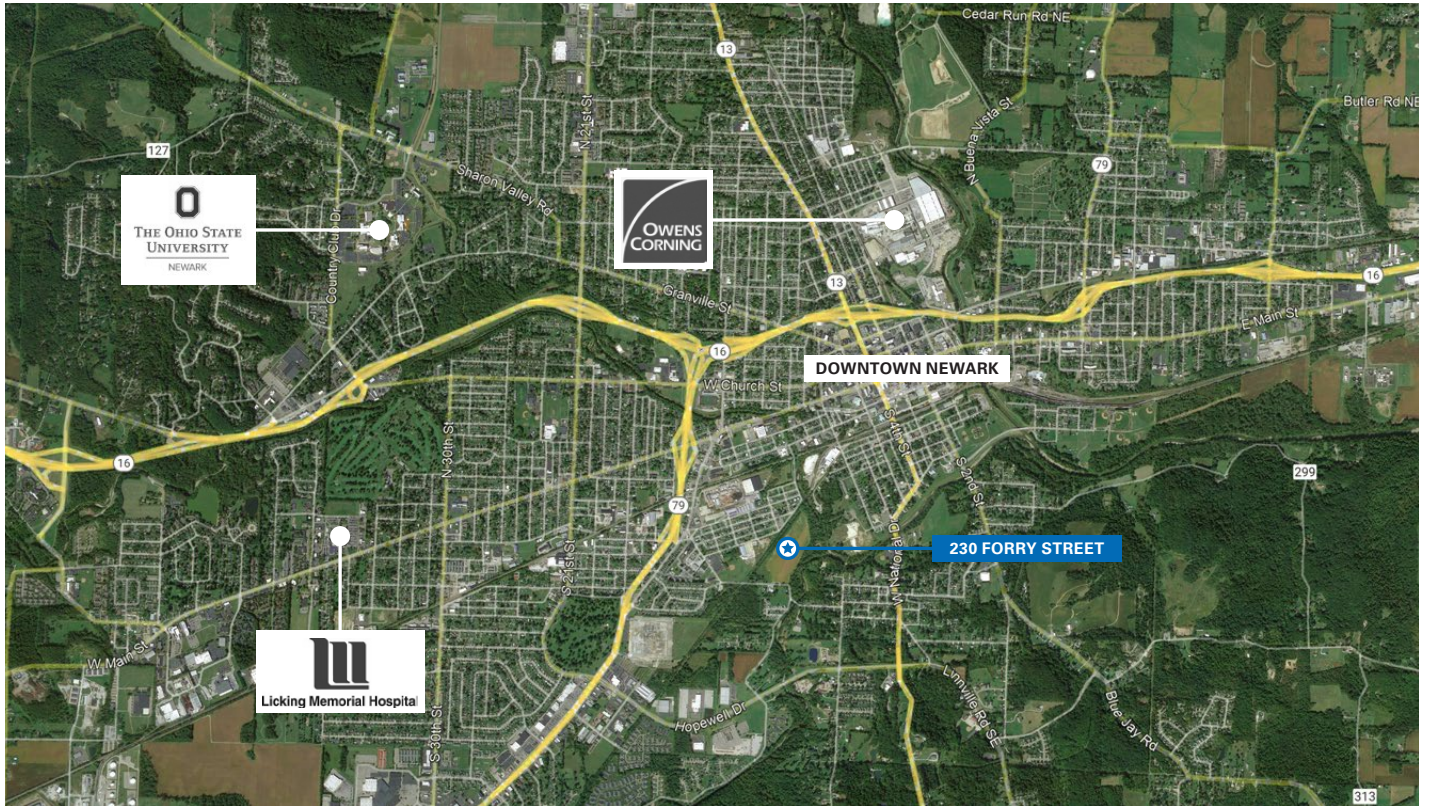 Cedar Run Rd NE
13
Butler Rd NE
N 21st St
N Buena Vista St
127
79
Sharon Valley Rd
THE OHIO STATE
UNIVERSITY
NEWARK
OWENS
CORNING
Country Club Dr
16
13
Granville St
E Main St
16
DOWNTOWN NEWARK
W Church St
S 4th St
N 30th St
16
S 2nd St
299
79
230 FORRY STREET
S 21st St
W Main St
Licking Memorial Hospital
Lynnville Rd SE
Hopewell Dr
Blue Jay Rd
S 30th St
313